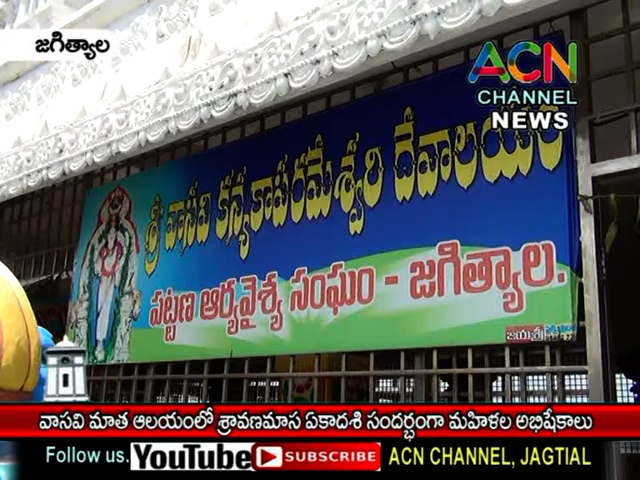 జగిత్యాల
ACN
CHANNEL
NEWS
శ్రీ వాసవి కన్యకాపరమేశ్వరి దేవాలయం
పట్టణ ఆర్యవైశ్య సంఘం - జగిత్యాల.
జయశ్రీ
వాసవి మాత ఆలయంలో శ్రావణమాస ఏకాదశి సందర్భంగా మహిళల అభిషేకాలు
Follow us. YouTube SUBSCRIBE ACN CHANNEL, JAGTIAL